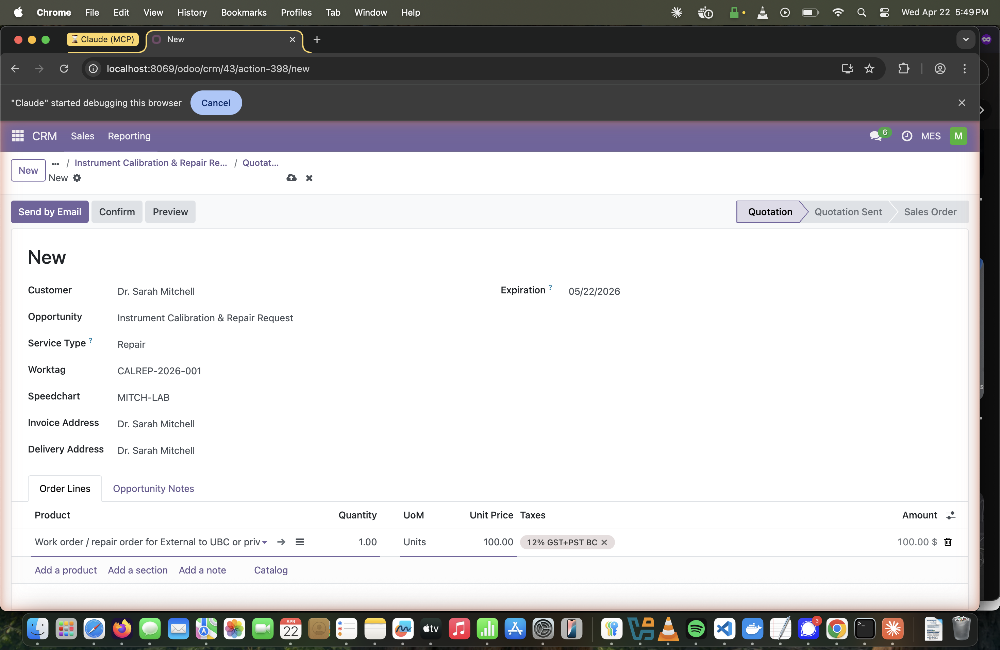 Chrome File Edit View History Bookmarks Profiles Tab Window Help Wed Apr 22 5:49 PM
Claude (MCP) New
localhost:8069/odoo/crm/43/action-398/new
"Claude" started debugging this browser Cancel
CRM Sales Reporting 6 MES M
New ... / Instrument Calibration & Repair Re... / Quotat...
New
Send by Email Confirm Preview Quotation Quotation Sent Sales Order
New
Customer Dr. Sarah Mitchell Expiration ? 05/22/2026
Opportunity Instrument Calibration & Repair Request
Service Type ? Repair
Worktag CALREP-2026-001
Speedchart MITCH-LAB
Invoice Address Dr. Sarah Mitchell
Delivery Address Dr. Sarah Mitchell
Order Lines Opportunity Notes
Product Quantity UoM Unit Price Taxes Amount
Work order / repair order for External to UBC or priv 1.00 Units 100.00 12% GST+PST BC 100.00 $
Add a product Add a section Add a note Catalog
APR
22
tv
3